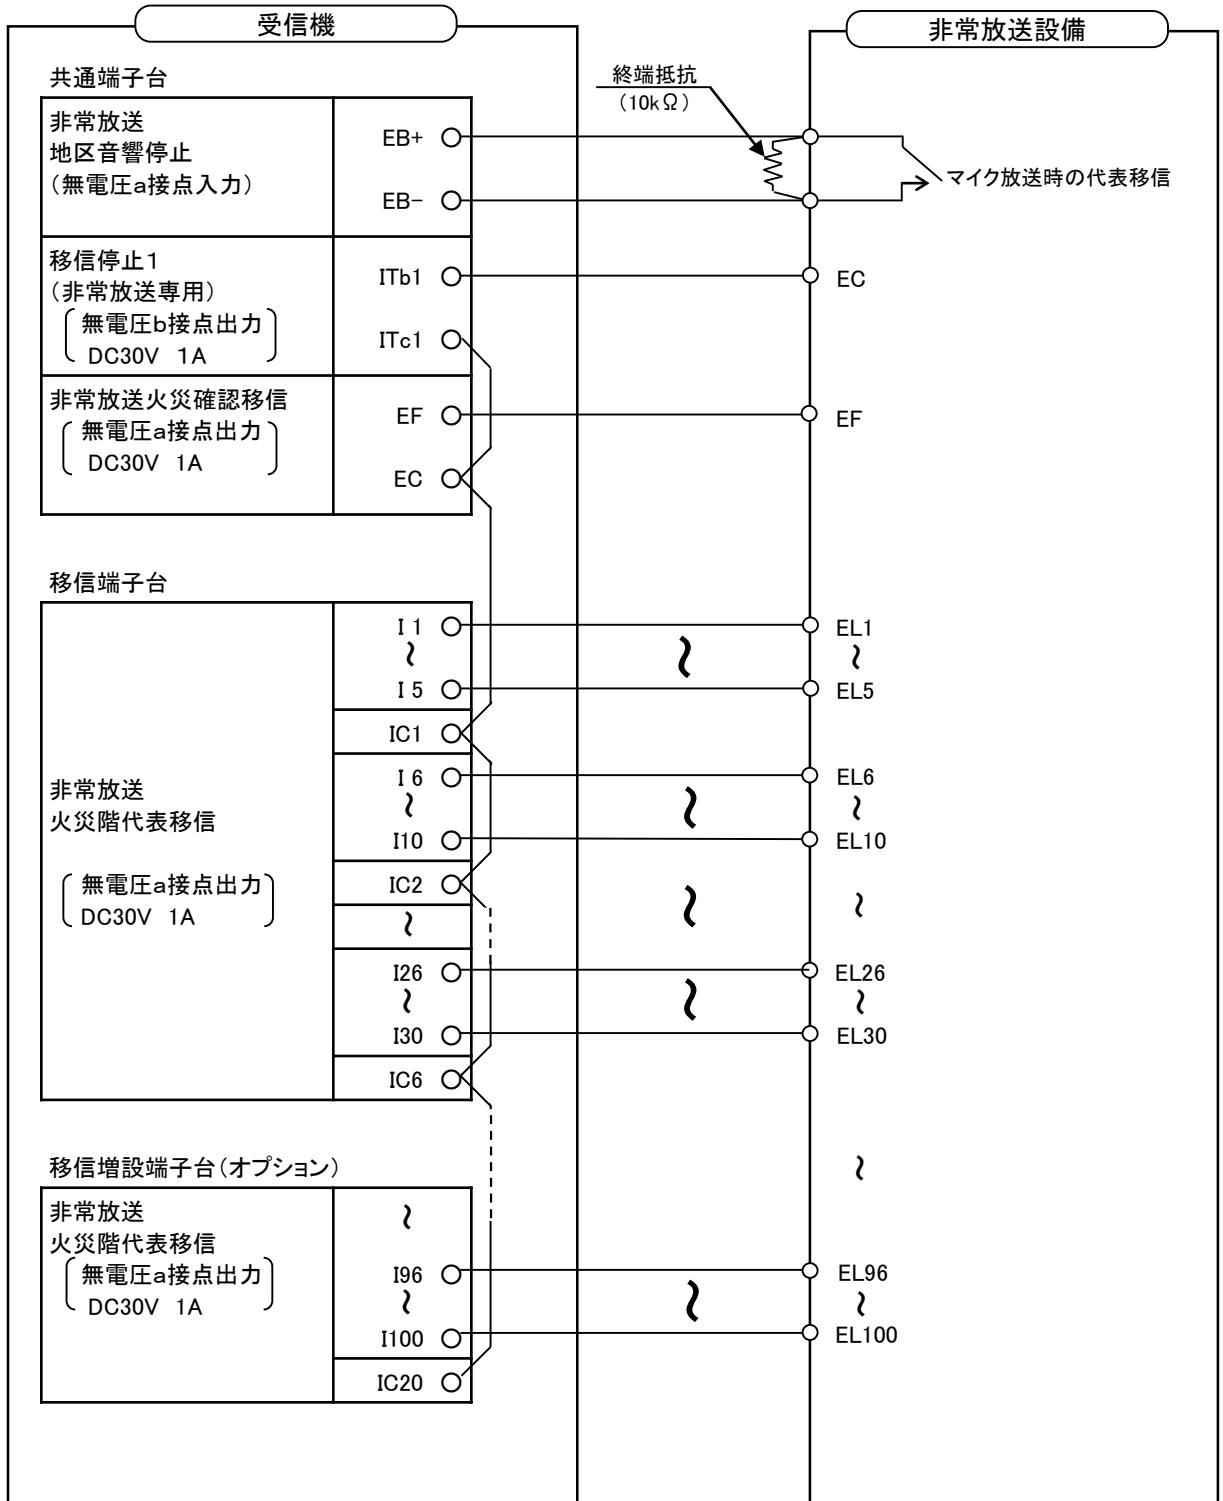 受信機
非常放送設備
共通端子台
非常放送
地区音響停止
(無電圧a接点入力)
EB+
EB-
終端抵抗
(10kΩ)
マイク放送時の代表移信
移信停止1
(非常放送専用)
無電圧b接点出力
DC30V 1A
ITb1
ITc1
EC
非常放送火災確認移信
無電圧a接点出力
DC30V 1A
EF
EC
EF
移信端子台
非常放送
火災階代表移信
無電圧a接点出力
DC30V 1A
I 1
~
I 5
IC1
I 6
~
I10
IC2
~
I26
~
I30
IC6
~
~
~
~
EL1
~
EL5
EL6
~
EL10
~
EL26
~
EL30
~
移信増設端子台(オプション)
非常放送
火災階代表移信
無電圧a接点出力
DC30V 1A
~
I96
~
I100
IC20
~
EL96
~
EL100